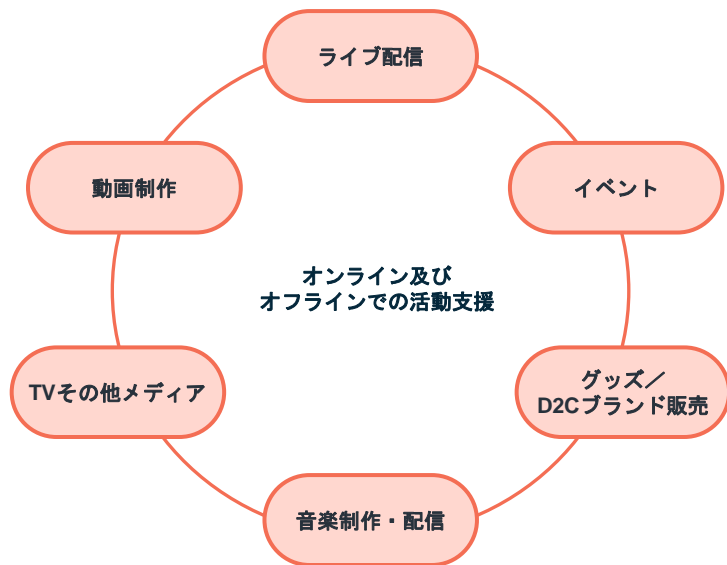 ライブ配信
動画制作
イベント
オンライン及び
オフラインでの活動支援
TVその他メディア
グッズ／
D2Cブランド販売
音楽制作・配信